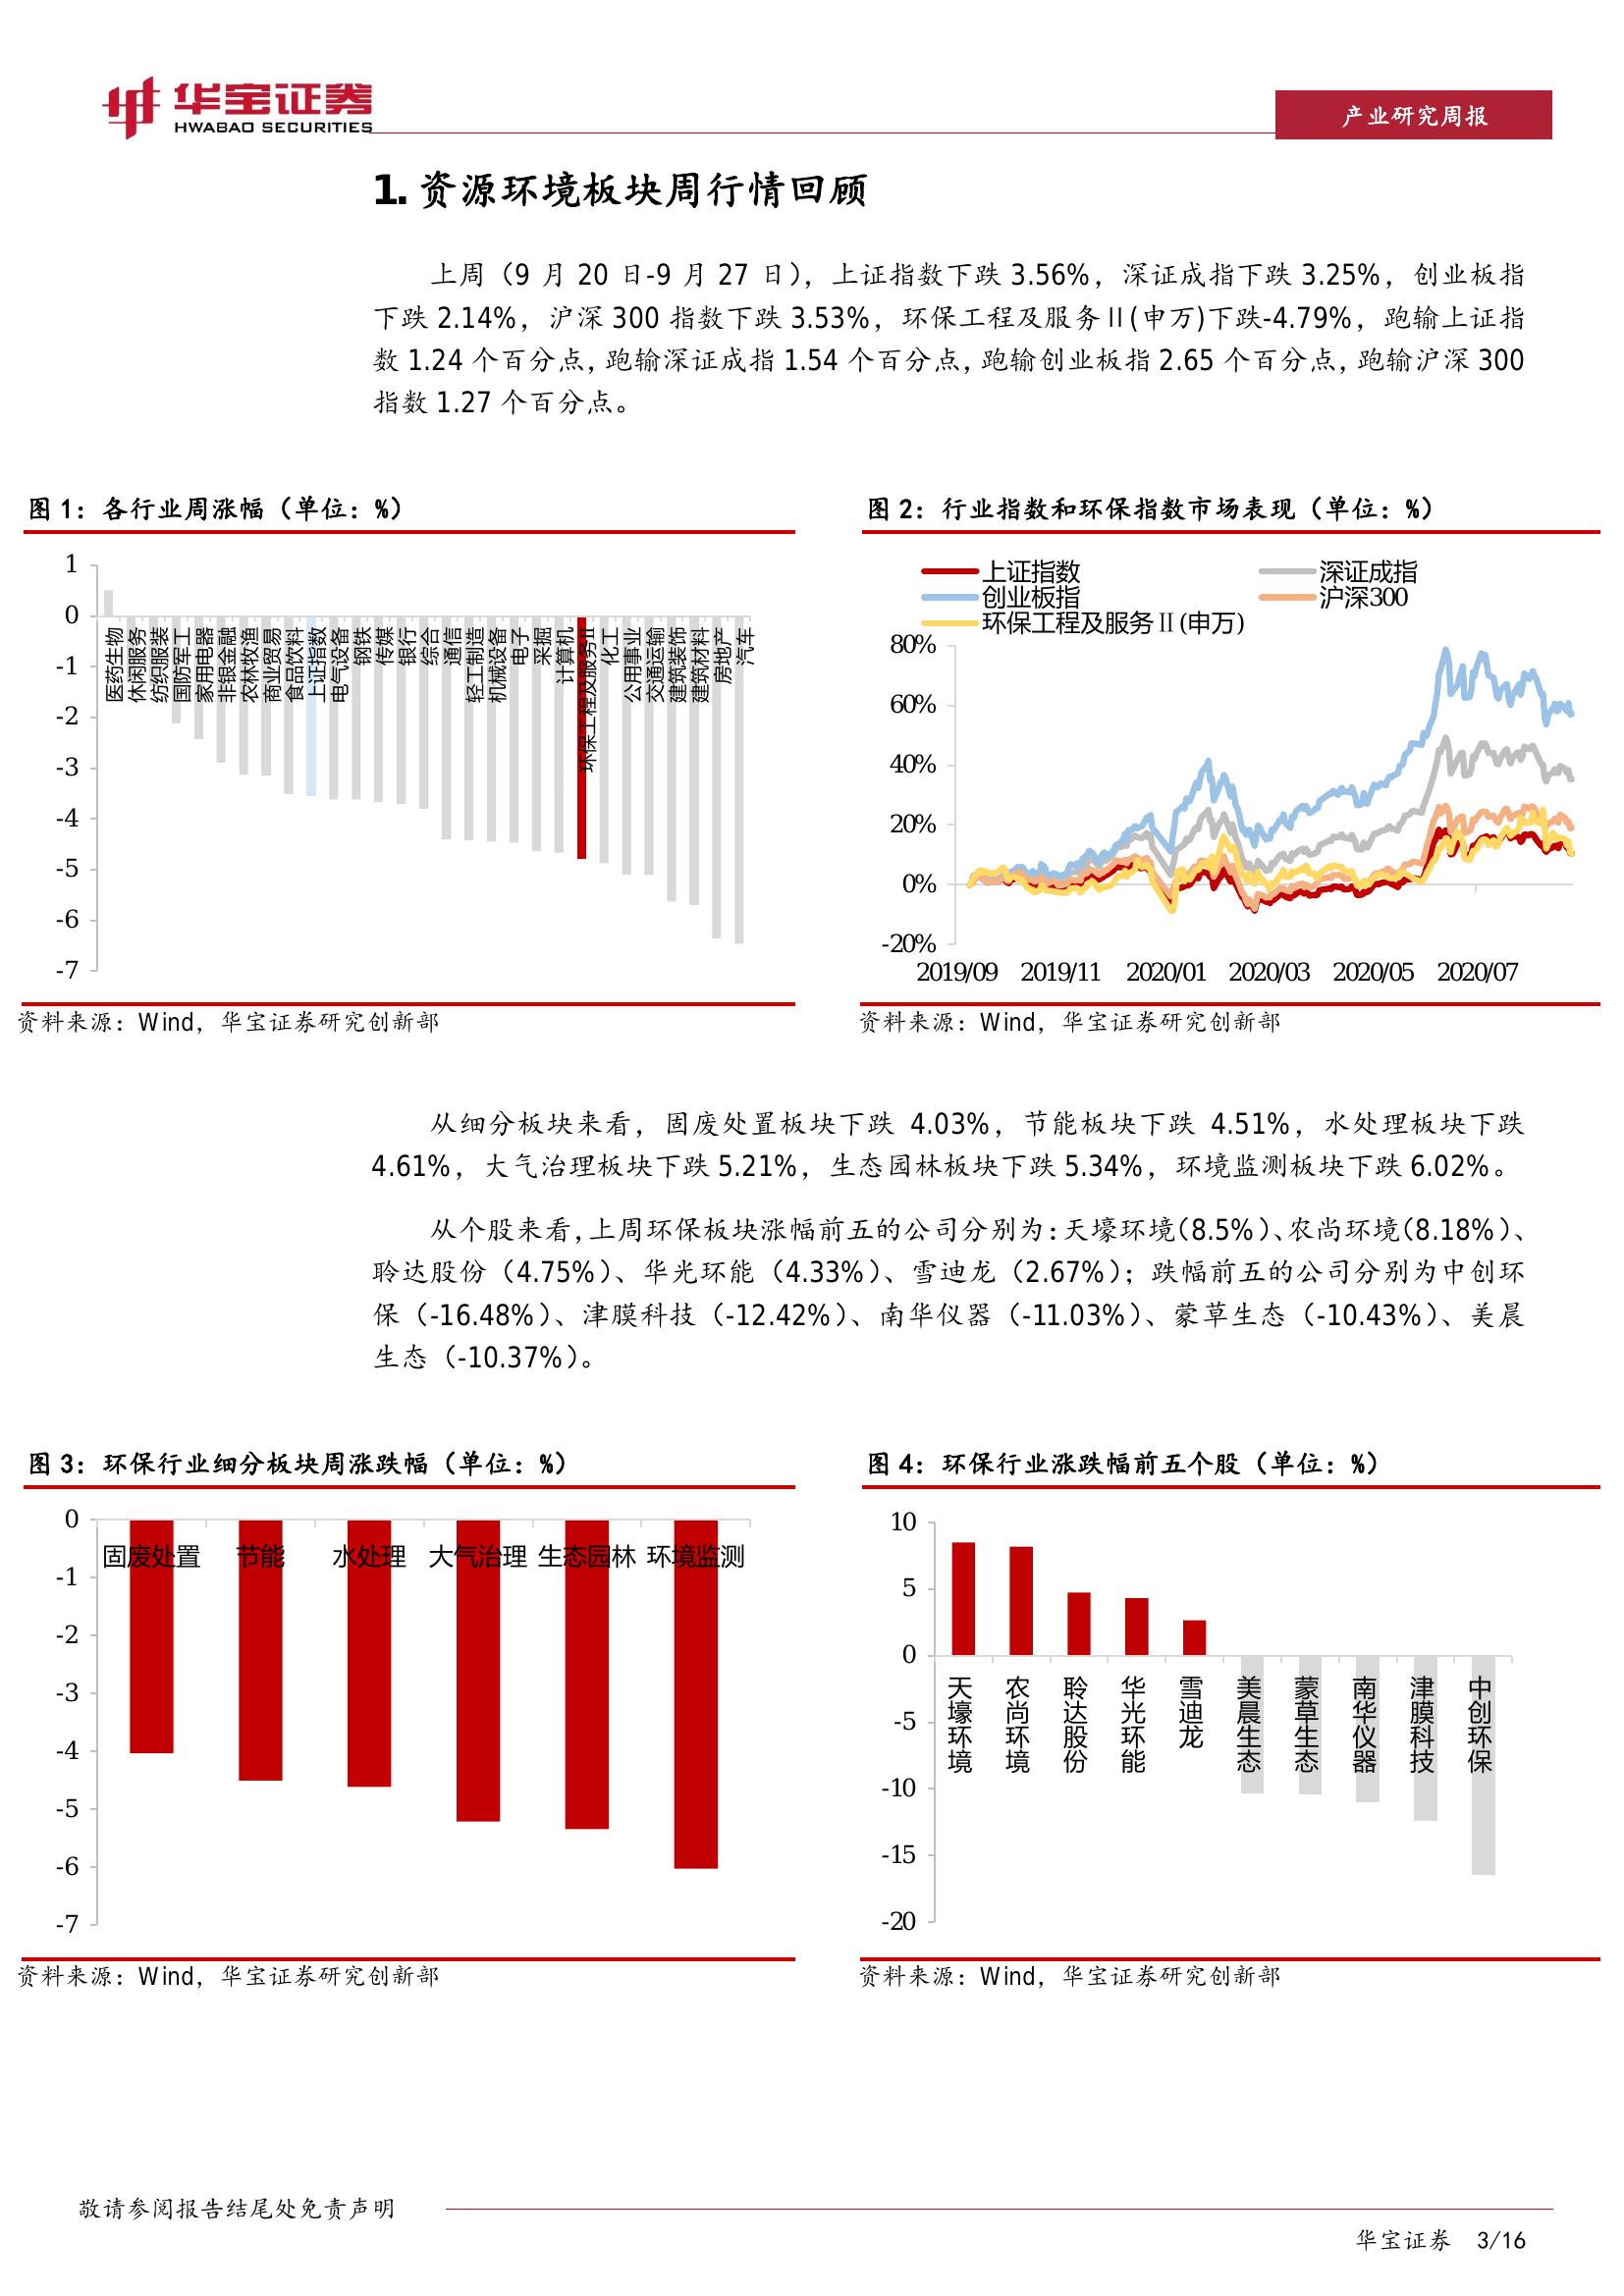 华宝证券
HWABAO SECURITIES
产业研究周报
1. 资源环境板块周行情回顾
上周（9 月 20 日-9 月 27 日），上证指数下跌 3.56%，深证成指下跌 3.25%，创业板指
下跌 2.14%，沪深 300 指数下跌 3.53%，环保工程及服务Ⅱ(申万)下跌-4.79%，跑输上证指
数 1.24 个百分点，跑输深证成指 1.54 个百分点，跑输创业板指 2.65 个百分点，跑输沪深 300
指数 1.27 个百分点。
图 1：各行业周涨幅（单位：%）
1
0
-1
-2
-3
-4
-5
-6
-7
医药生物
休闲服务
纺织服装
国防军工
家用电器
非银金融
农林牧渔
商业贸易
食品饮料
上证指数
电气设备
钢铁
传媒
银行
综合
通信
轻工制造
机械设备
电子
采掘
计算机
环保工程及服务Ⅱ
化工
公用事业
交通运输
建筑装饰
建筑材料
房地产
汽车
资料来源：Wind，华宝证券研究创新部
图 2：行业指数和环保指数市场表现（单位：%）
上证指数
深证成指
创业板指
沪深300
环保工程及服务Ⅱ(申万)
80%
60%
40%
20%
0%
-20%
2019/09 2019/11 2020/01 2020/03 2020/05 2020/07
资料来源：Wind，华宝证券研究创新部
从细分板块来看，固废处置板块下跌 4.03%，节能板块下跌 4.51%，水处理板块下跌
4.61%，大气治理板块下跌 5.21%，生态园林板块下跌 5.34%，环境监测板块下跌 6.02%。
从个股来看，上周环保板块涨幅前五的公司分别为：天壕环境（8.5%）、农尚环境（8.18%）、
聆达股份（4.75%）、华光环能（4.33%）、雪迪龙（2.67%）；跌幅前五的公司分别为中创环
保（-16.48%）、津膜科技（-12.42%）、南华仪器（-11.03%）、蒙草生态（-10.43%）、美晨
生态（-10.37%）。
图 3：环保行业细分板块周涨跌幅（单位：%）
0
-1
-2
-3
-4
-5
-6
-7
固废处置 节能 水处理 大气治理 生态园林 环境监测
资料来源：Wind，华宝证券研究创新部
图 4：环保行业涨跌幅前五个股（单位：%）
10
5
0
-5
-10
-15
-20
天壕环境
农尚环境
聆达股份
华光环能
雪迪龙
美晨生态
蒙草生态
南华仪器
津膜科技
中创环保
资料来源：Wind，华宝证券研究创新部
敬请参阅报告结尾处免责声明
华宝证券 3/16